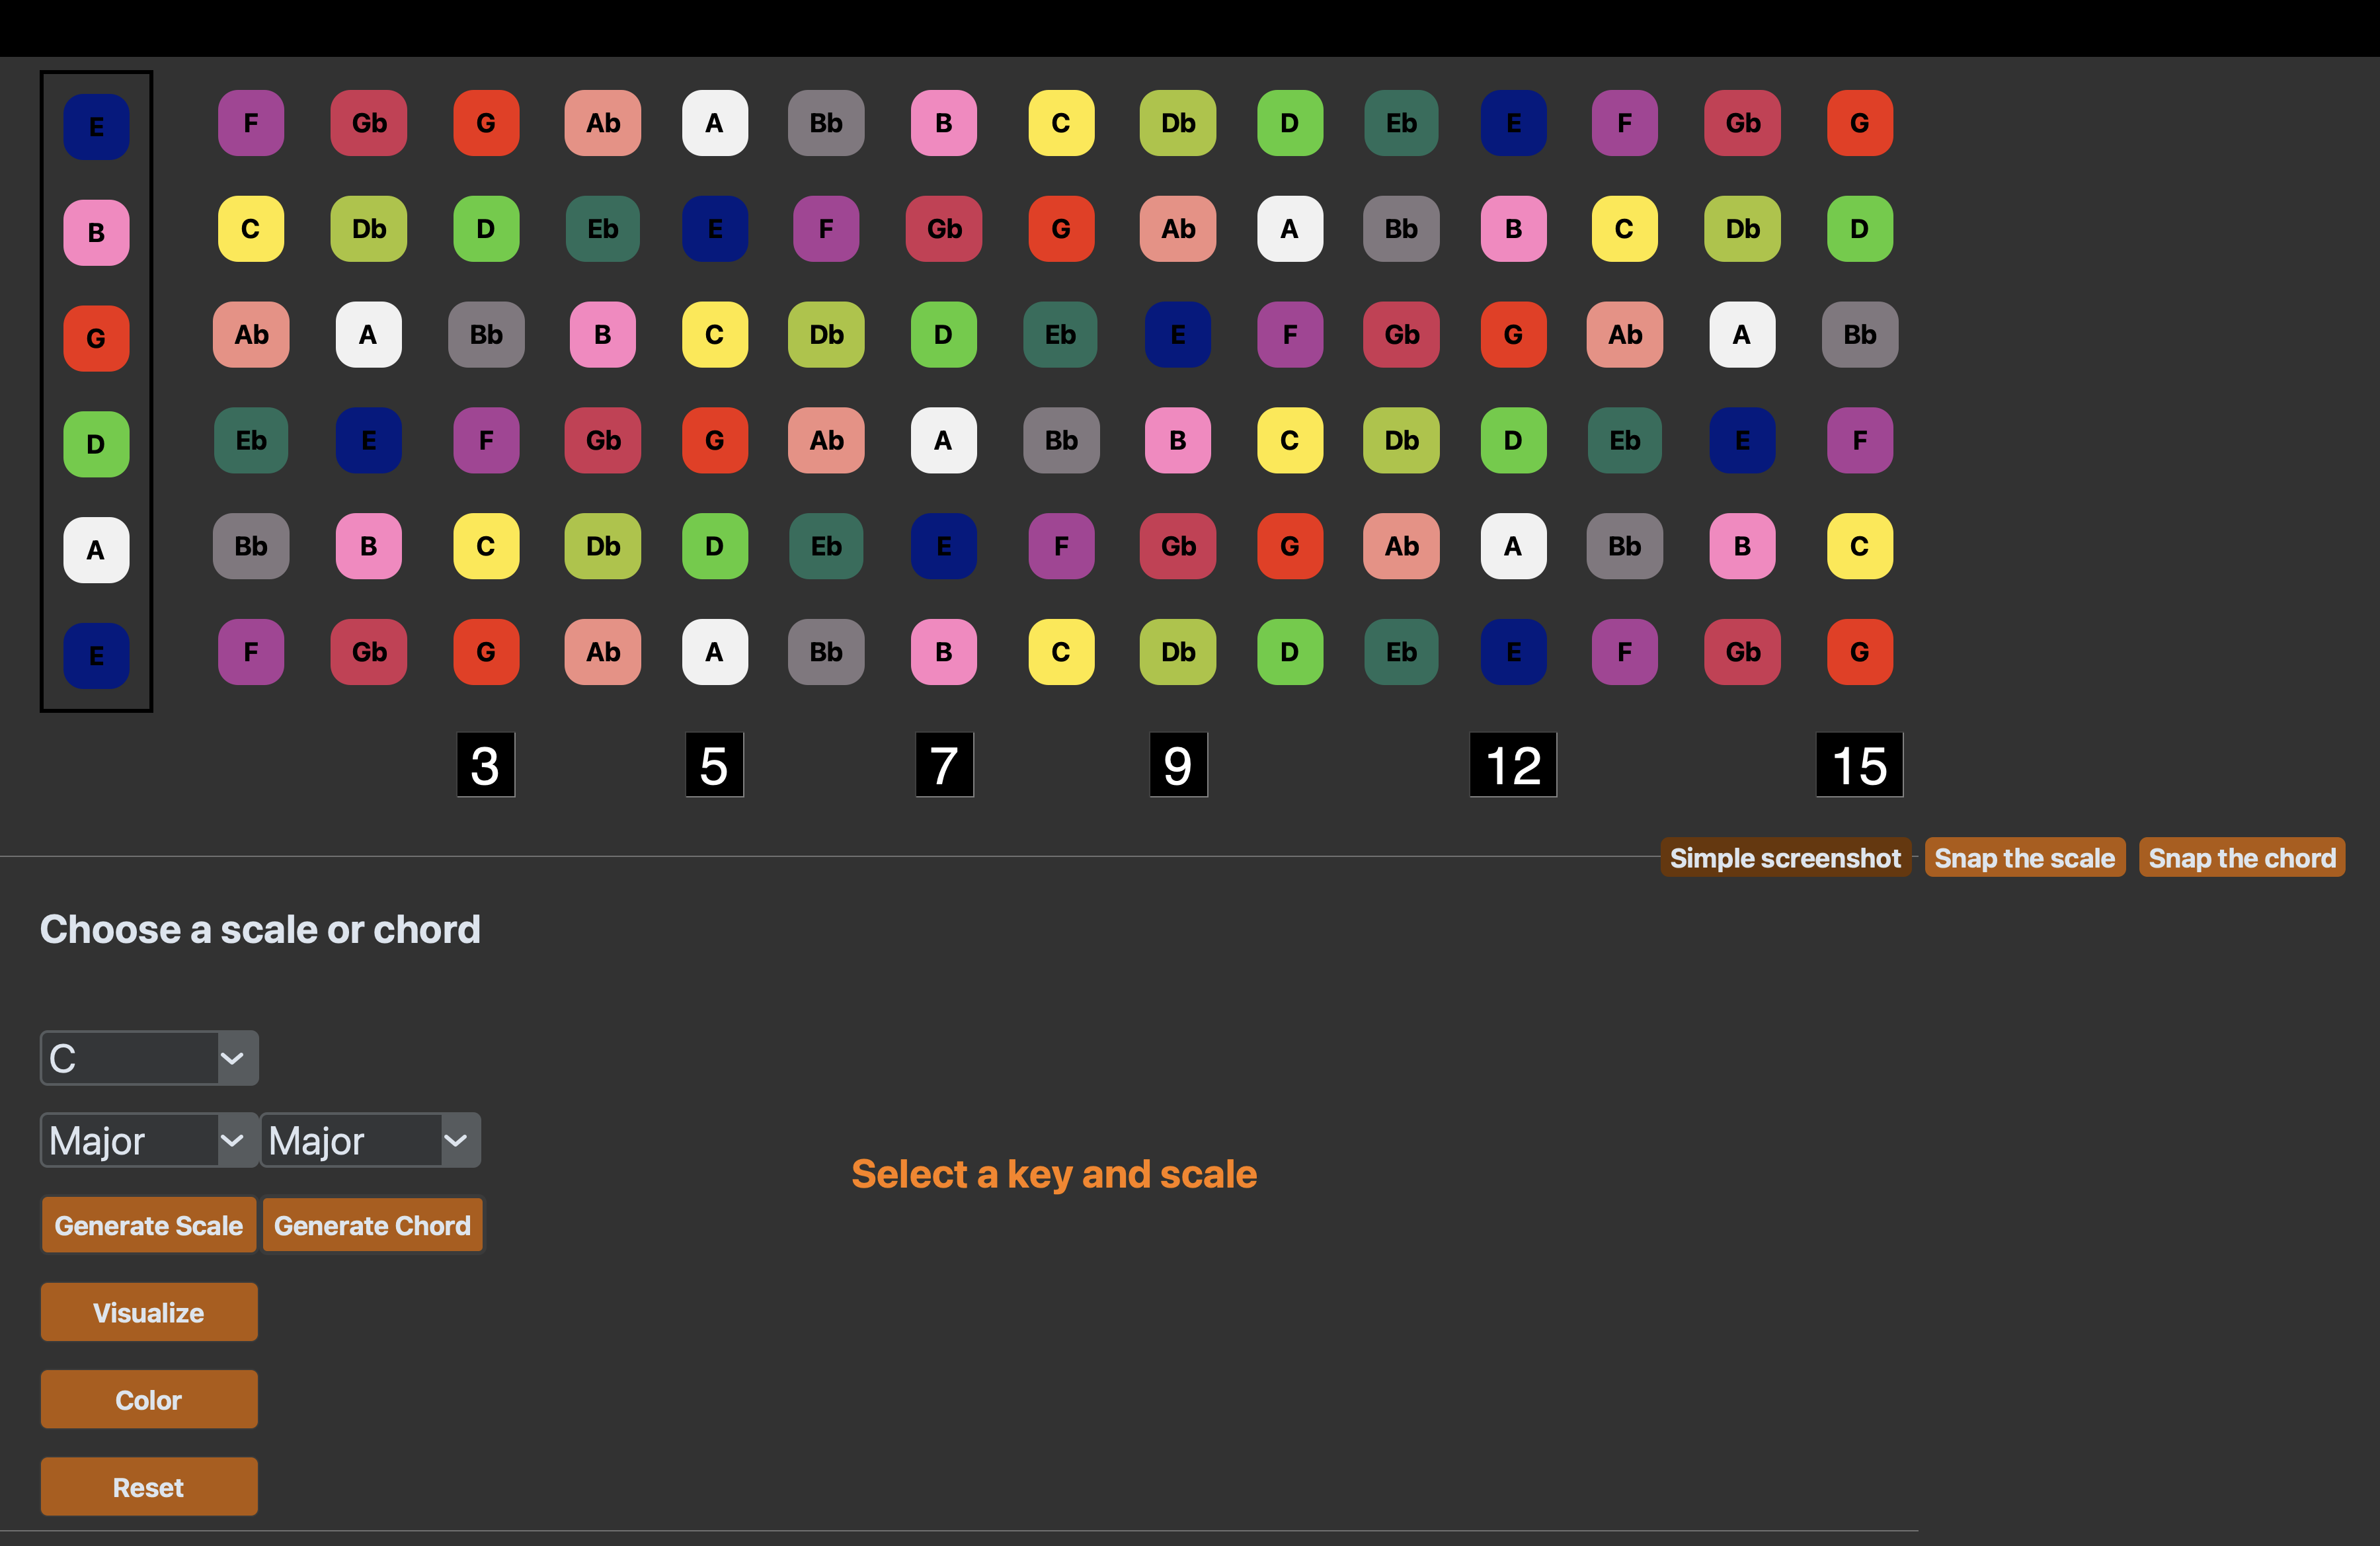 E F Gb G Ab A Bb B C Db D Eb E F Gb G
B C Db D Eb E F Gb G Ab A Bb B C Db D
G Ab A Bb B C Db D Eb E F Gb G Ab A Bb
D Eb E F Gb G Ab A Bb B C Db D Eb E F
A Bb B C Db D Eb E F Gb G Ab A Bb B C
E F Gb G Ab A Bb B C Db D Eb E F Gb G
3 5 7 9 12 15
Simple screenshot Snap the scale Snap the chord
Choose a scale or chord
C
Major Major
Select a key and scale
Generate Scale Generate Chord
Visualize
Color
Reset